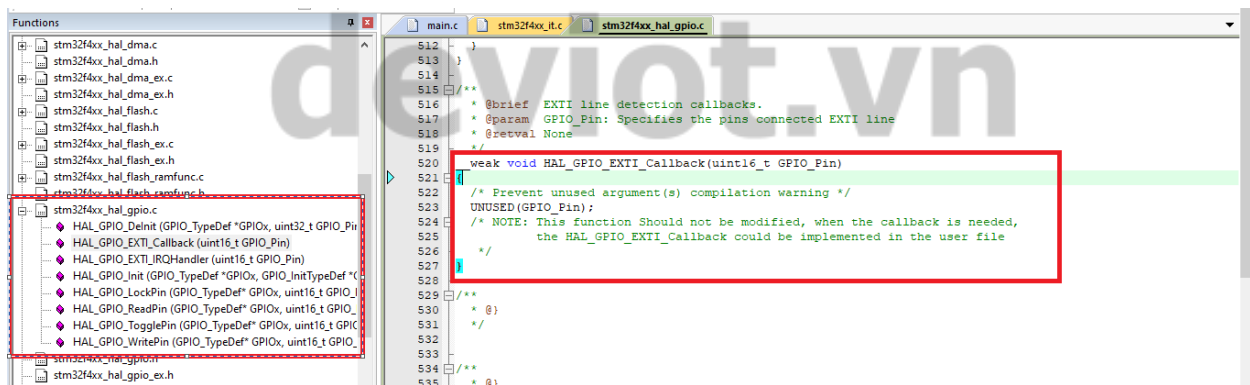 Functions
stm32f4xx_hal_dma.c
stm32f4xx_hal_dma.h
stm32f4xx_hal_dma_ex.c
stm32f4xx_hal_dma_ex.h
stm32f4xx_hal_flash.c
stm32f4xx_hal_flash.h
stm32f4xx_hal_flash_ex.c
stm32f4xx_hal_flash_ex.h
stm32f4xx_hal_flash_ramfunc.c
stm32f4xx_hal_flash_ramfunc.h
stm32f4xx_hal_gpio.c
HAL_GPIO_DeInit (GPIO_TypeDef *GPIOx, uint32_t GPIO_Pin
HAL_GPIO_EXTI_Callback (uint16_t GPIO_Pin)
HAL_GPIO_EXTI_IRQHandler (uint16_t GPIO_Pin)
HAL_GPIO_Init (GPIO_TypeDef *GPIOx, GPIO_InitTypeDef *
HAL_GPIO_LockPin (GPIO_TypeDef* GPIOx, uint16_t GPIO_
HAL_GPIO_ReadPin (GPIO_TypeDef* GPIOx, uint16_t GPIO_
HAL_GPIO_TogglePin (GPIO_TypeDef* GPIOx, uint16_t GPIO
HAL_GPIO_WritePin (GPIO_TypeDef* GPIOx, uint16_t GPIO_
stm32f4xx_hal_gpio.h
stm32f4xx_hal_gpio_ex.h
main.c stm32f4xx_it.c stm32f4xx_hal_gpio.c
512 }
513 }
514
515 /**
516 * @brief EXTI line detection callbacks.
517 * @param GPIO_Pin: Specifies the pins connected EXTI line
518 * @retval None
519 */
520 __weak void HAL_GPIO_EXTI_Callback(uint16_t GPIO_Pin)
521 {
522 /* Prevent unused argument(s) compilation warning */
523 UNUSED(GPIO_Pin);
524 /* NOTE: This function Should not be modified, when the callback is needed,
525 the HAL_GPIO_EXTI_Callback could be implemented in the user file
526 */
527 }
528
529 /**
530 * @}
531 */
532
533
534 /**
535 * @}
deviot.vn